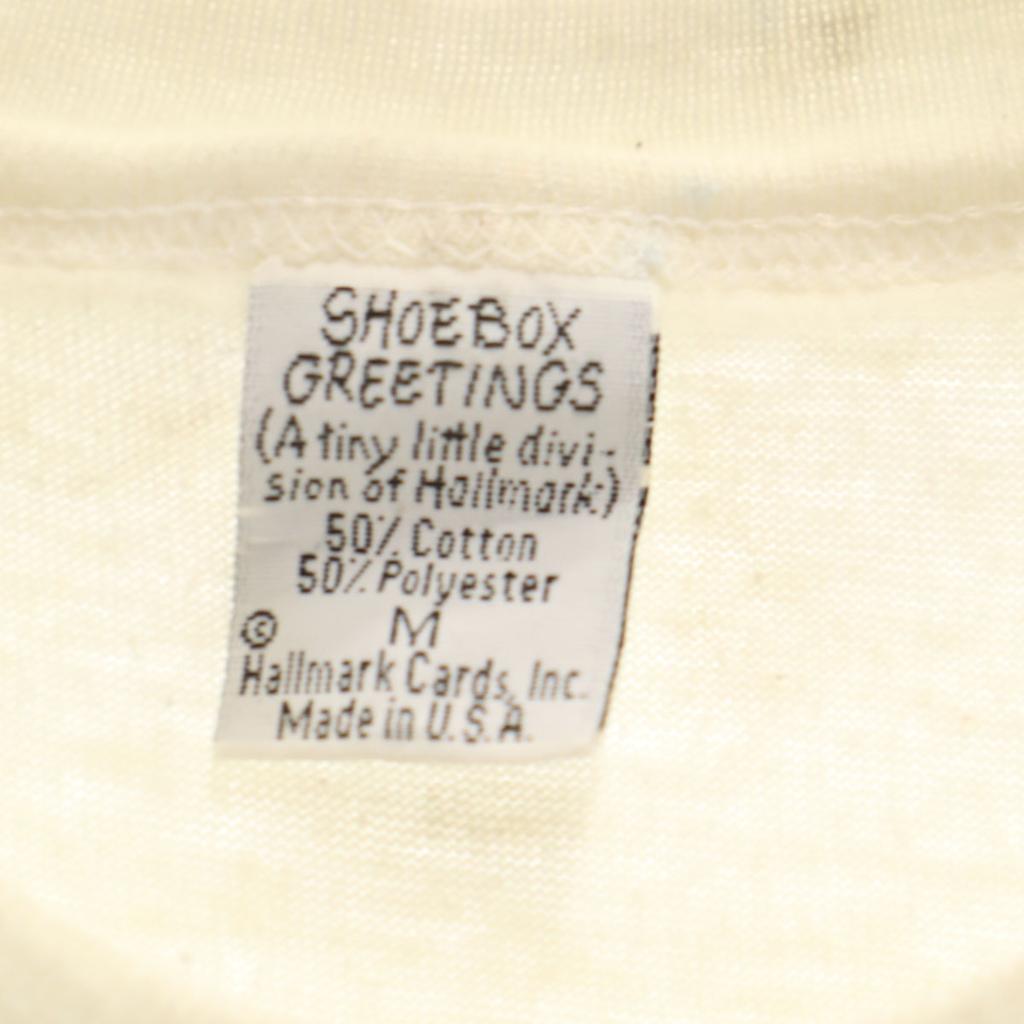 SHOEBOX
GREETINGS
(A tiny little divi-
sion of Hallmark)
50% Cotton
50% Polyester
© M
Hallmark Cards, Inc.
Made in U.S.A.